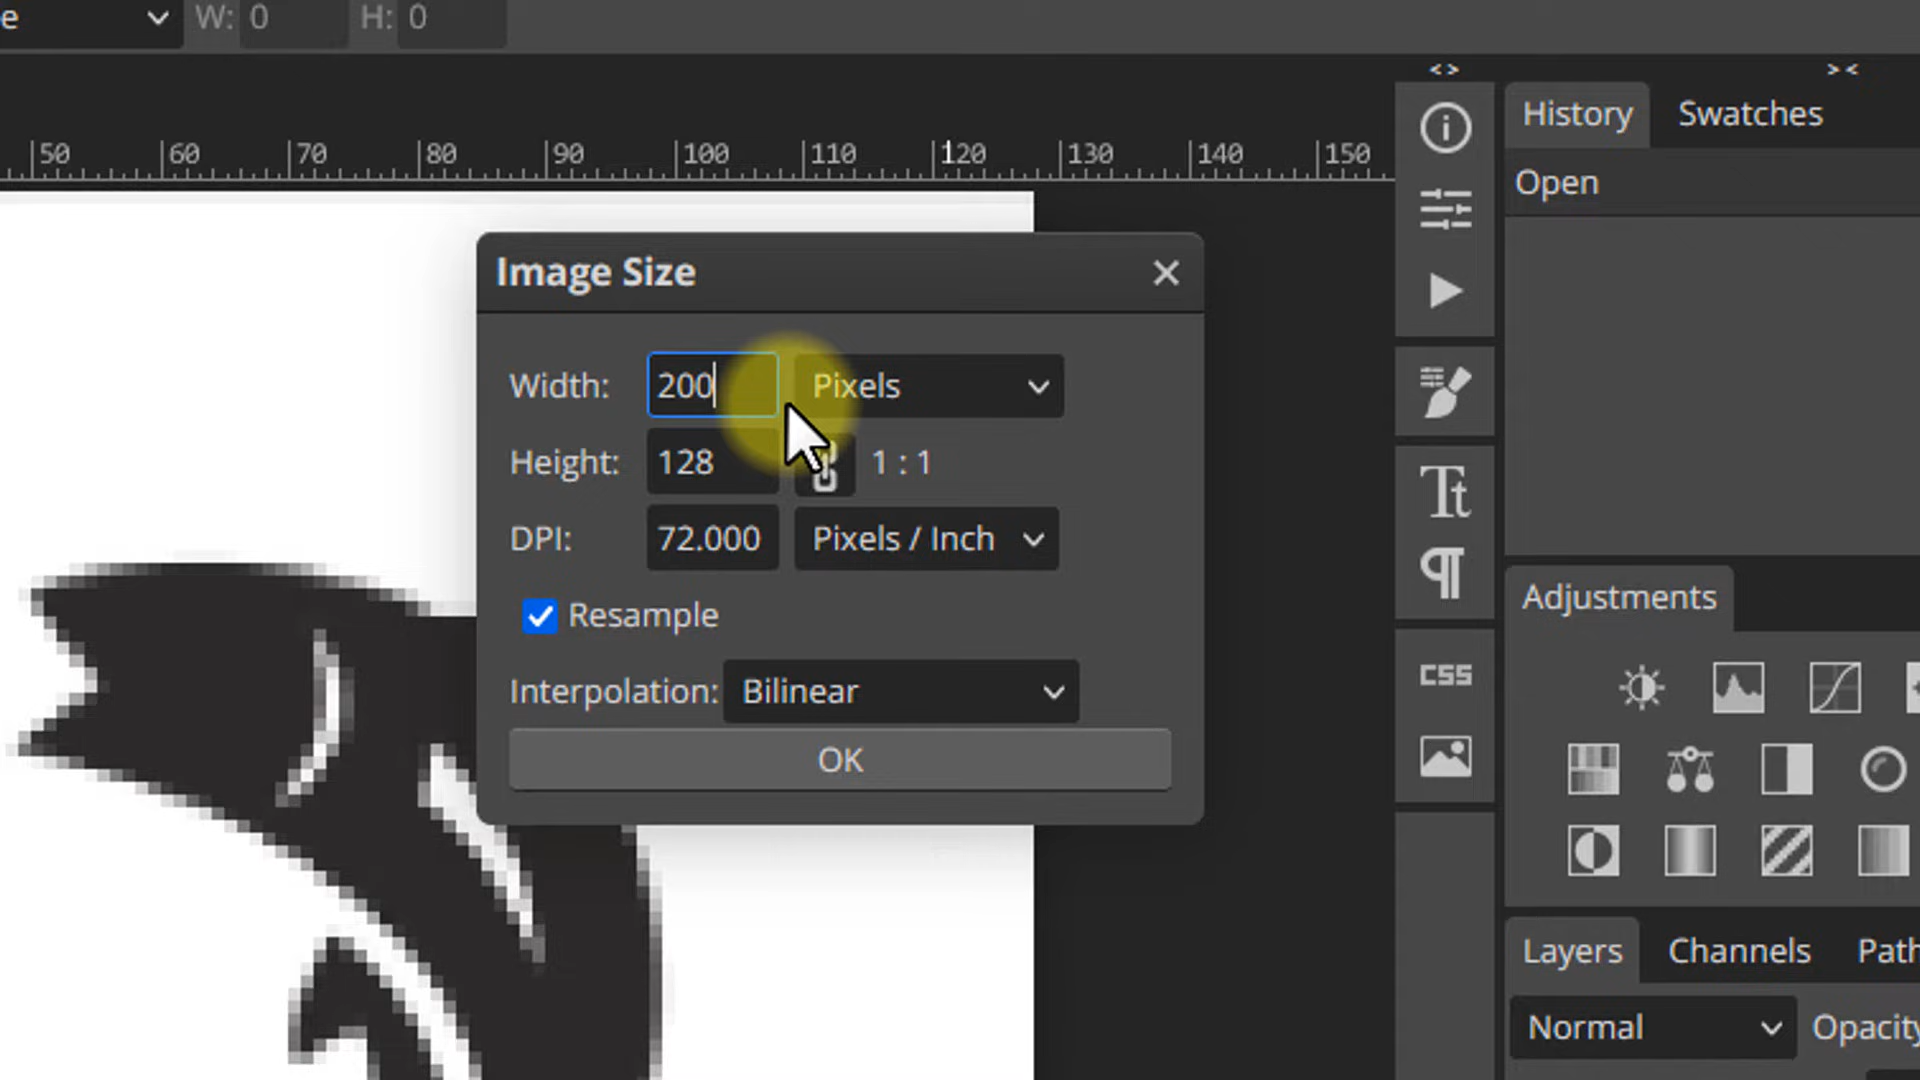 e W: 0 H: 0
50 60 70 80 90 100 110 120 130 140 150
History Swatches
Open
Image Size
Width: 200 Pixels
Height: 128 1 : 1
DPI: 72.000 Pixels / Inch
Resample
Interpolation: Bilinear
OK
Tt
¶
CSS
Adjustments
Layers Channels Path
Normal Opacity